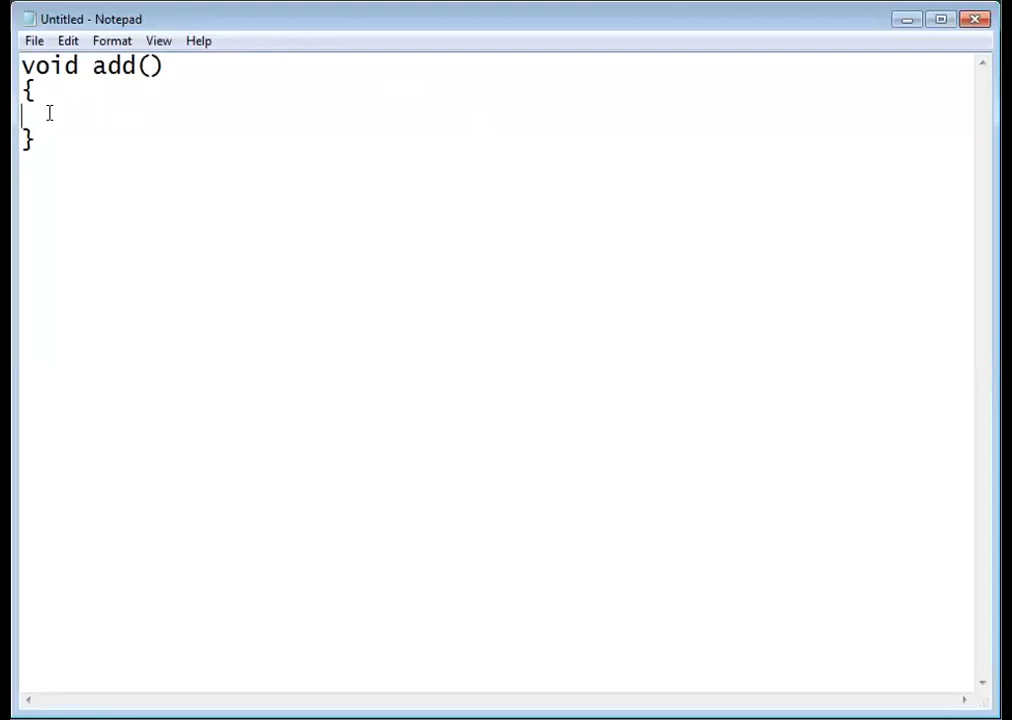 Untitled - Notepad
File Edit Format View Help
void add()
{
}